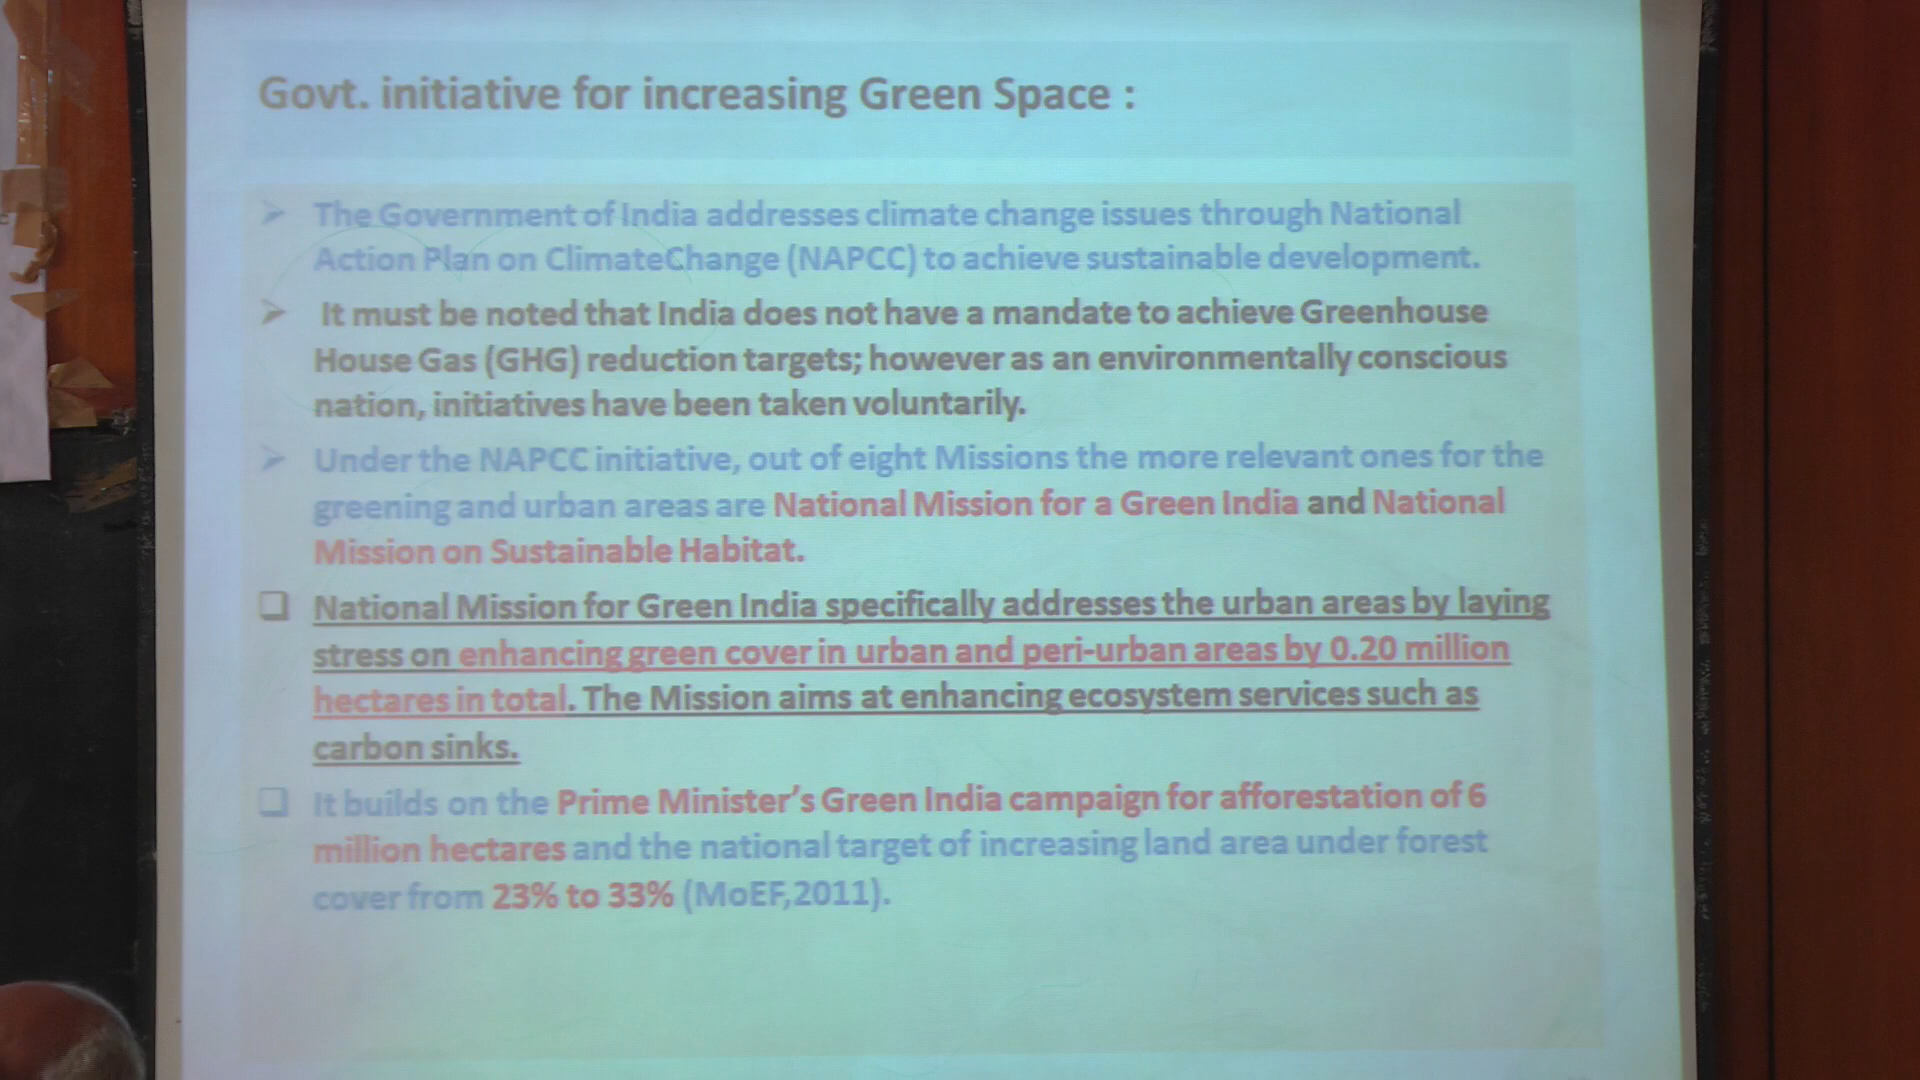 Govt. initiative for increasing Green Space :
➢ The Government of India addresses climate change issues through National
Action Plan on ClimateChange (NAPCC) to achieve sustainable development.
➢ It must be noted that India does not have a mandate to achieve Greenhouse
House Gas (GHG) reduction targets; however as an environmentally conscious
nation, initiatives have been taken voluntarily.
➢ Under the NAPCC initiative, out of eight Missions the more relevant ones for the
greening and urban areas are National Mission for a Green India and National
Mission on Sustainable Habitat.
❑ National Mission for Green India specifically addresses the urban areas by laying
stress on enhancing green cover in urban and peri-urban areas by 0.20 million
hectares in total. The Mission aims at enhancing ecosystem services such as
carbon sinks.
❑ It builds on the Prime Minister's Green India campaign for afforestation of 6
million hectares and the national target of increasing land area under forest
cover from 23% to 33% (MoEF,2011).